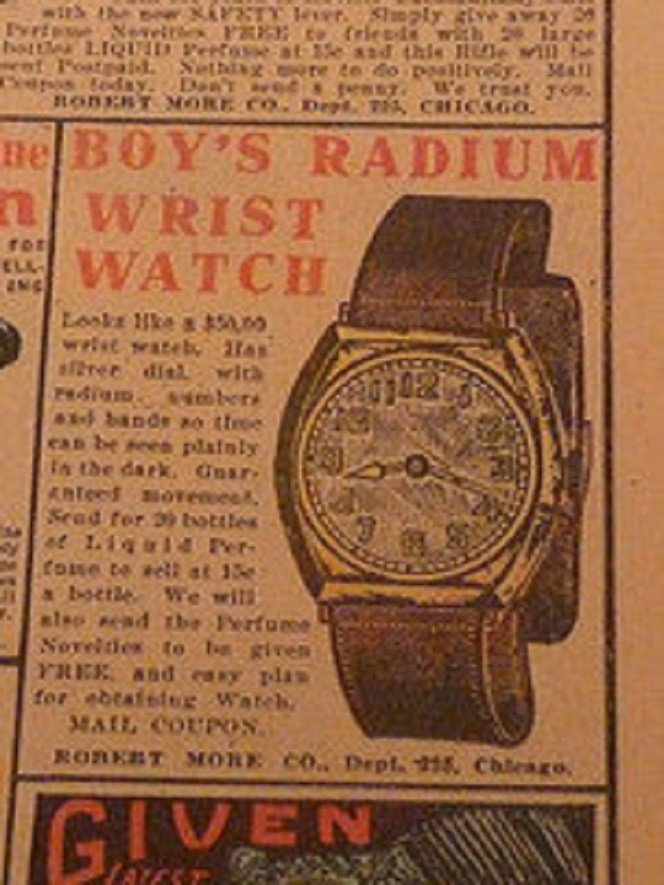 with the new SAFETY lever. Simply give away 20
Perfume Novelties FREE to friends with 20 large
bottles LIQUID Perfume at 15c and this Rifle will be
sent Postpaid. Nothing more to do positively. Mail
Coupon today. Don't send a penny. We trust you.
ROBERT MORE CO., Dept. CHICAGO.
BOY'S RADIUM
WRIST
WATCH
Looks like a $50.00
wrist watch. Has
silver dial, with
radium numbers
and hands so time
can be seen plainly
in the dark. Guar-
anteed movement.
Send for 20 bottles
of Liquid Per-
fume to sell at 15c
a bottle. We will
also send the Perfume
Novelties to be given
FREE, and easy plan
for obtaining Watch.
MAIL COUPON
ROBERT MORE CO., Dept. Chicago.
FOR
ELL-
ING
GIVEN
LATEST